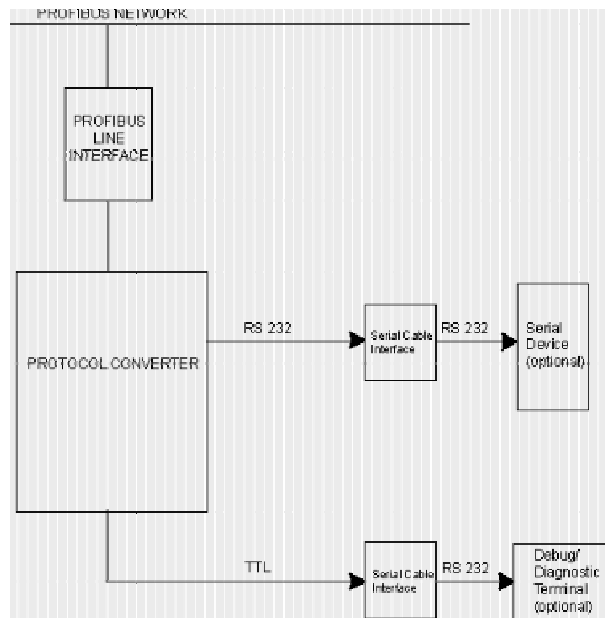 PROFIBUS NETWORK
PROFIBUS
LINE
INTERFACE
PROTOCOL CONVERTER
RS 232
Serial Cable
Interface
RS 232
Serial
Device
(optional)
TTL
Serial Cable
Interface
RS 232
Debug/
Diagnostic
Terminal
(optional)